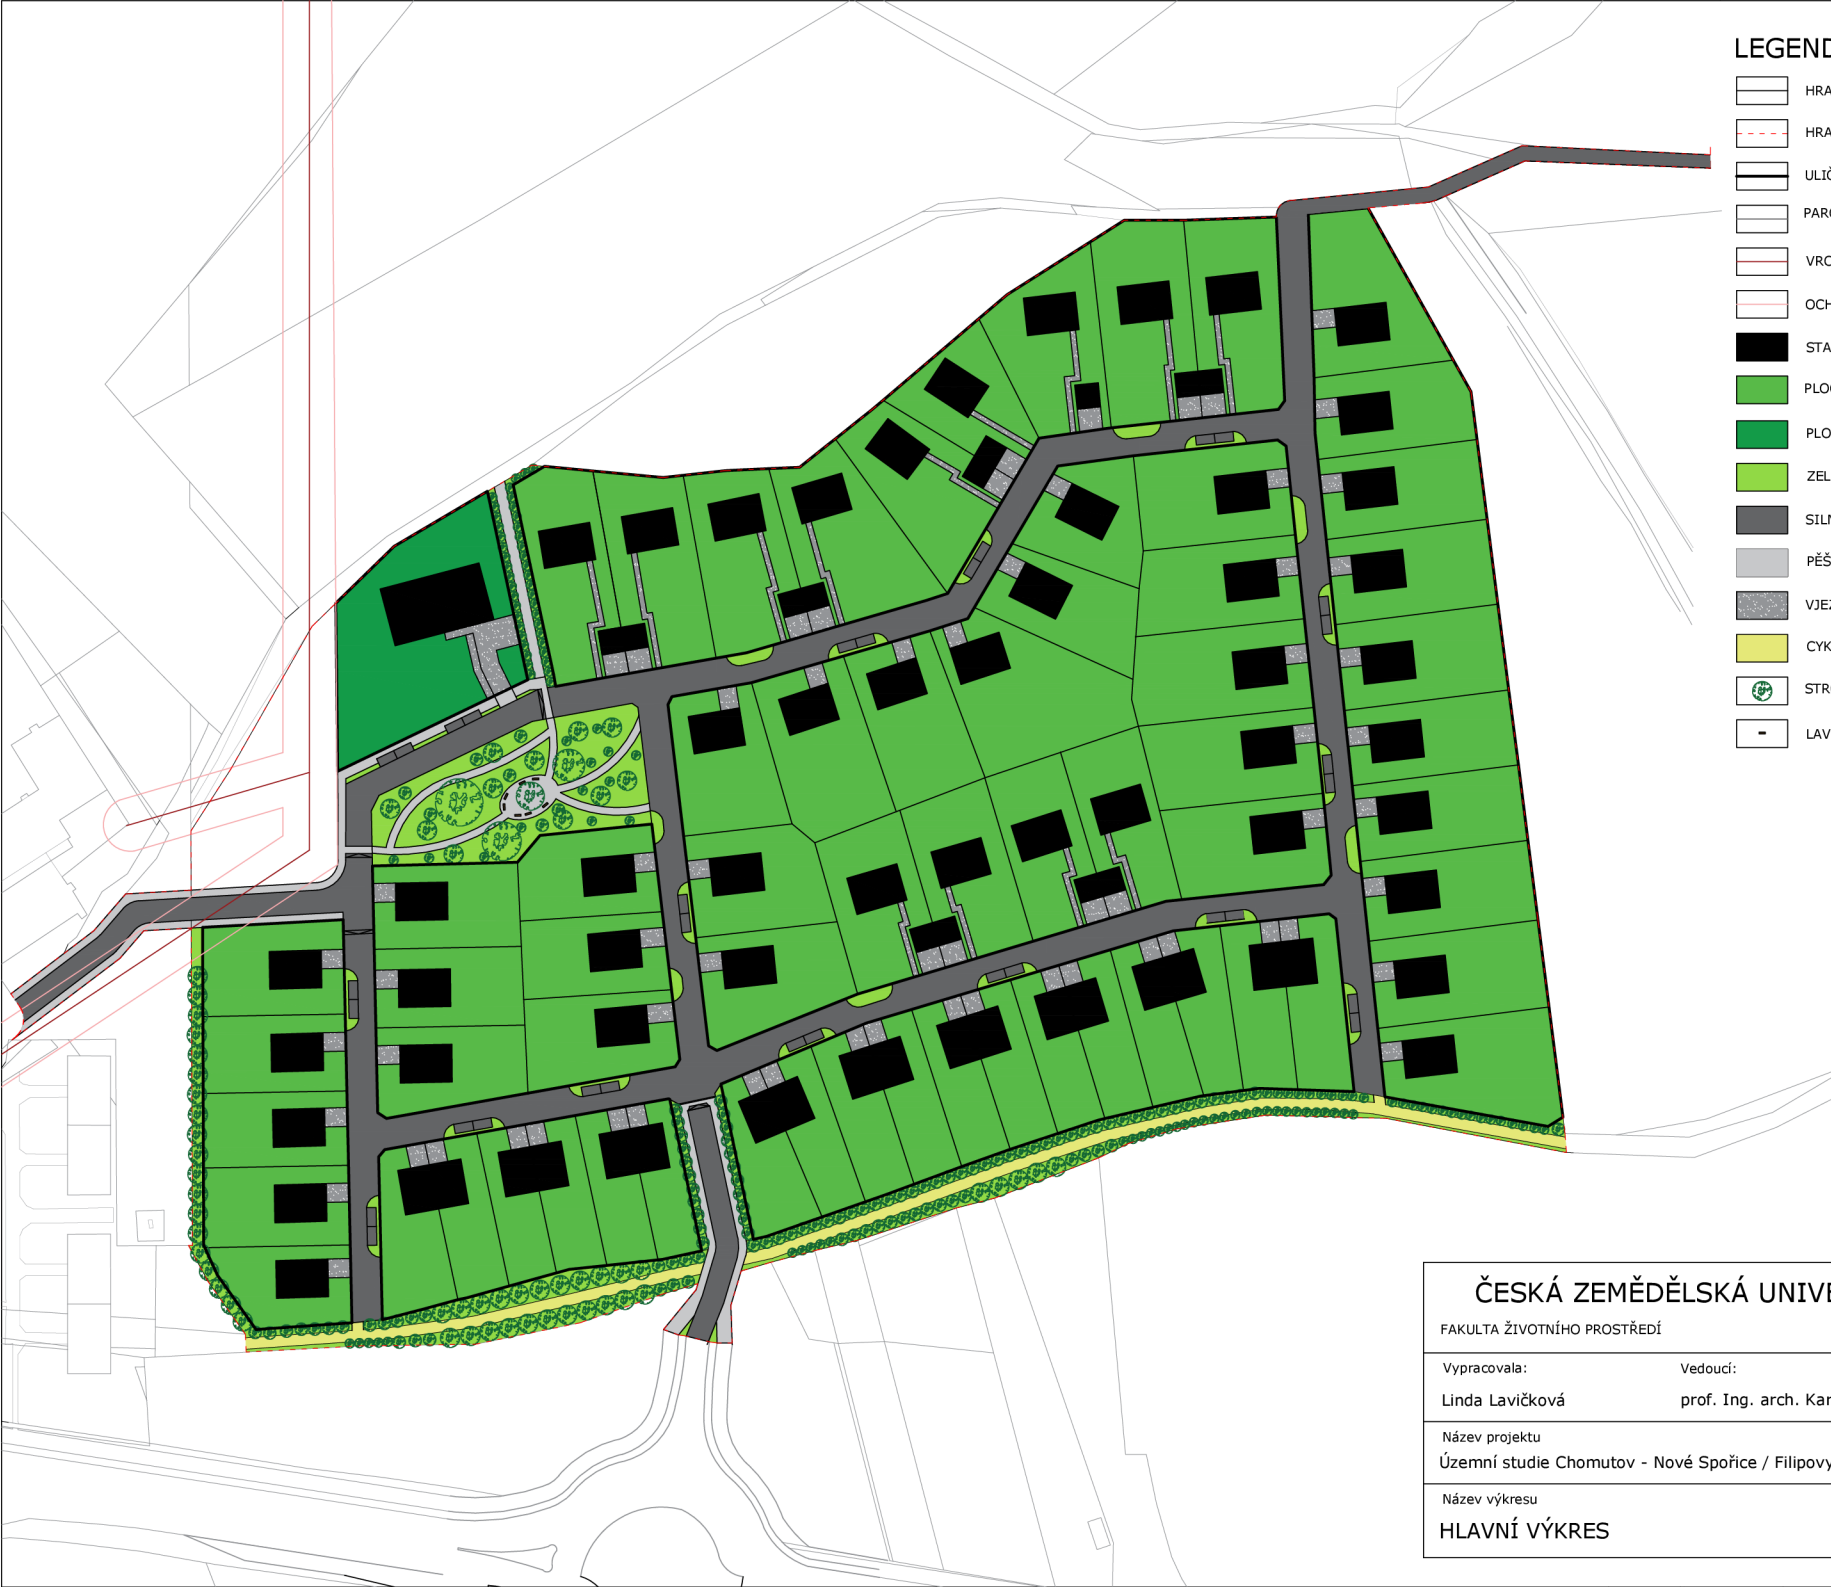 LEGEND
HRA
HRA
ULIČ
PARC
VRC
OCH
STA
PLOC
PLO
ZEL
SILN
PĚŠ
VJEZ
CYK
STR
LAV
ČESKÁ ZEMĚDĚLSKÁ UNIVE
FAKULTA ŽIVOTNÍHO PROSTŘEDÍ
Vypracovala: Vedoucí:
Linda Lavičková prof. Ing. arch. Kar
Název projektu
Územní studie Chomutov - Nové Spořice / Filipovy
Název výkresu
HLAVNÍ VÝKRES